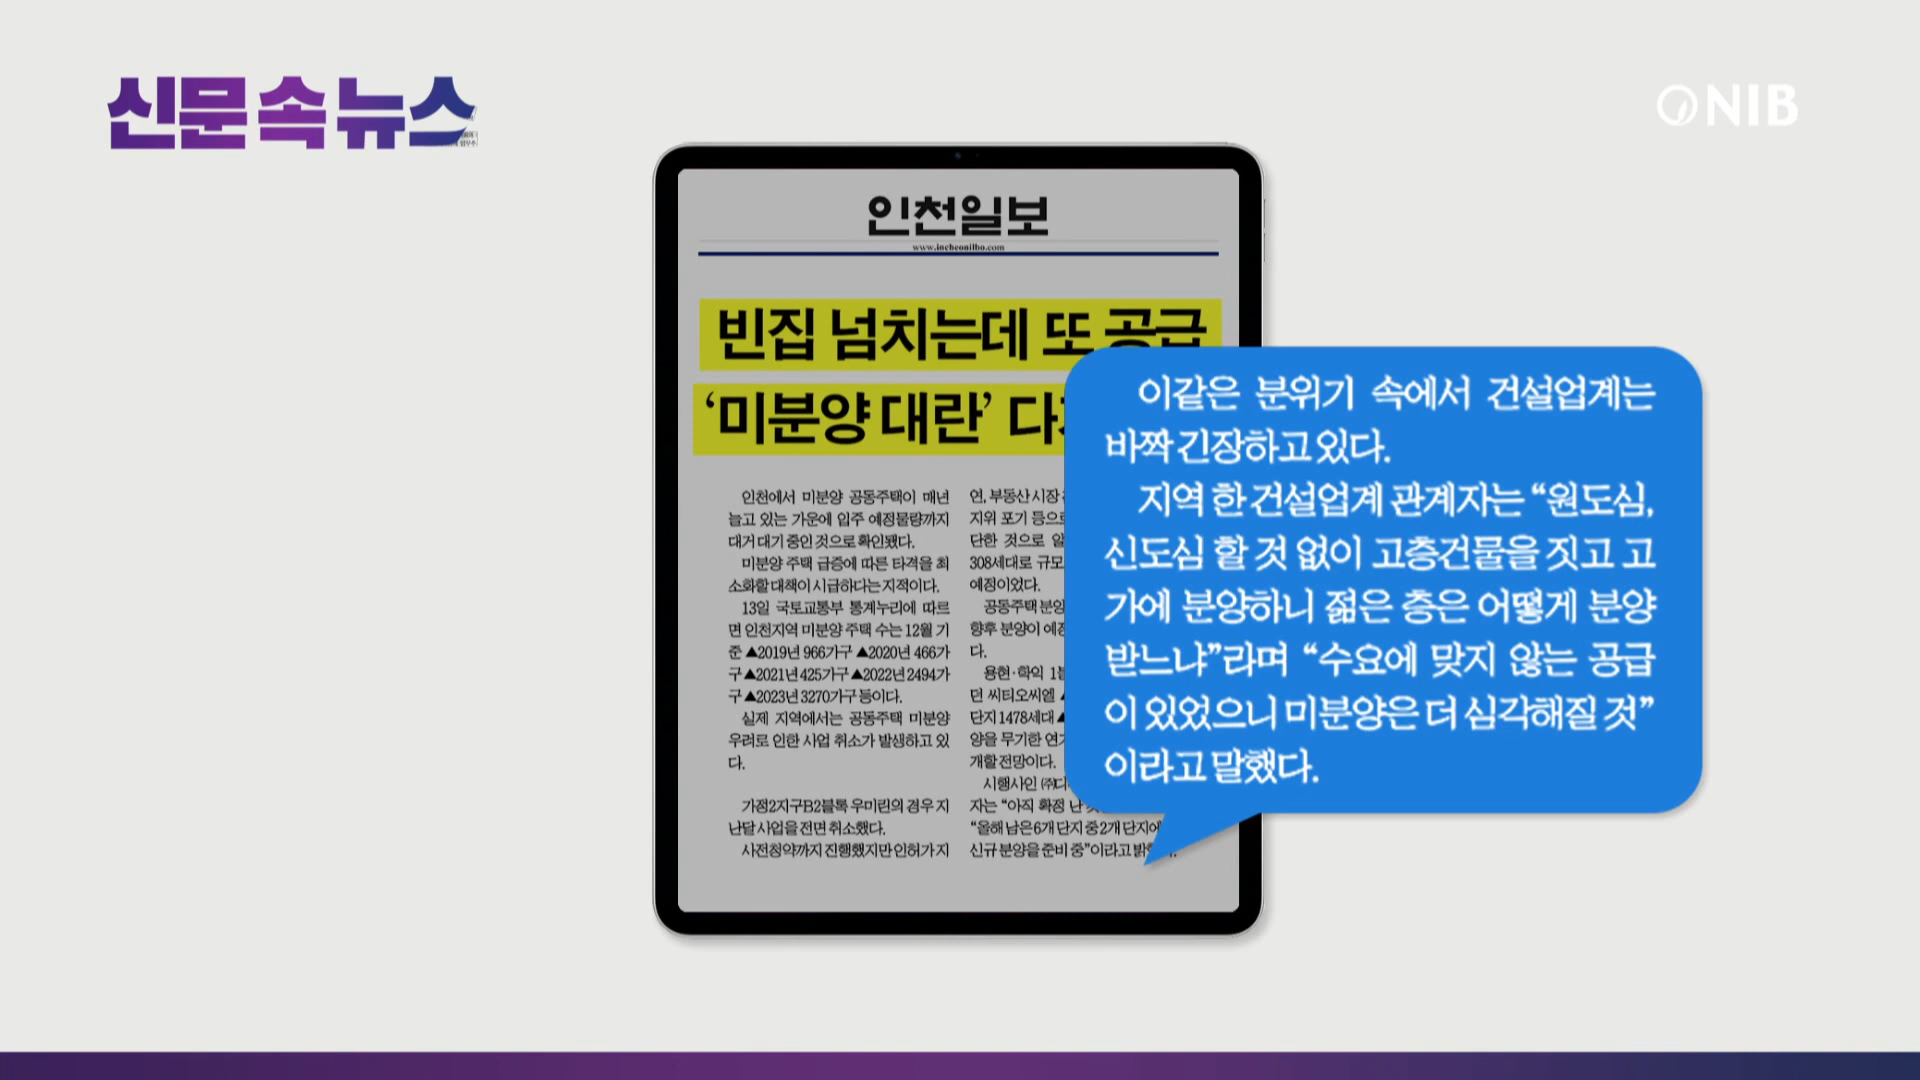 신문 속 뉴스
NIB
인천일보
www.incheonilbo.com
빈집 넘치는데 또 공급
‘미분양 대란’
인천에서 미분양 공동주택이 매년
늘고 있는 가운데 입주 예정물량까지
대거 대기 중인 것으로 확인됐다.
미분양 주택 급증에 따른 타격을 최
소화할 대책이 시급하다는 지적이다.
13일 국토교통부 통계누리에 따르
면 인천지역 미분양 주택 수는 12월 기
준 ▲2019년 966가구 ▲2020년 466가
구 ▲2021년 425가구 ▲2022년 2494가
구 ▲2023년 3270가구 등이다.
실제 지역에서는 공동주택 미분양
우려로 인한 사업 취소가 발생하고 있
다.
가정2지구B2블록 우미린의 경우 지
난달 사업을 전면 취소했다.
사전청약까지 진행했지만 인허가 지
연, 부동산 시장
지위 포기 등으로
단한 것으로
308세대로 규모
예정이었다.
공동주택 분양
향후 분양이
다.
용현·학익
던 씨티오씨엘
단지 1478세대
양을 무기한
개할 전망이다.
시행사인 ㈜
자는 “아직 확정
“올해 남은 6개 단지 중 2개 단지에
신규 분양을 준비 중”이라고
이같은 분위기 속에서 건설업계는
바짝 긴장하고 있다.
지역 한 건설업계 관계자는 “원도심,
신도심 할 것 없이 고층건물을 짓고 고
가에 분양하니 젊은 층은 어떻게 분양
받느냐”라며 “수요에 맞지 않는 공급
이 있었으니 미분양은 더 심각해질 것”
이라고 말했다.